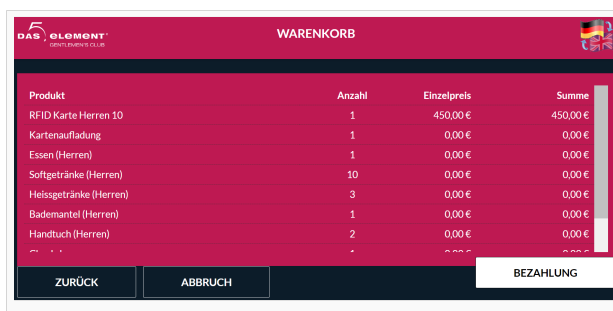 5
DAS ELEMENT
GENTLEMEN'S CLUB
WARENKORB
Produkt Anzahl Einzelpreis Summe
RFID Karte Herren 10 1 450,00 € 450,00 €
Kartenaufladung 1 0,00 € 0,00 €
Essen (Herren) 1 0,00 € 0,00 €
Softgetränke (Herren) 10 0,00 € 0,00 €
Heissgetränke (Herren) 3 0,00 € 0,00 €
Bademantel (Herren) 1 0,00 € 0,00 €
Handtuch (Herren) 2 0,00 € 0,00 €
ZURÜCK ABBRUCH BEZAHLUNG